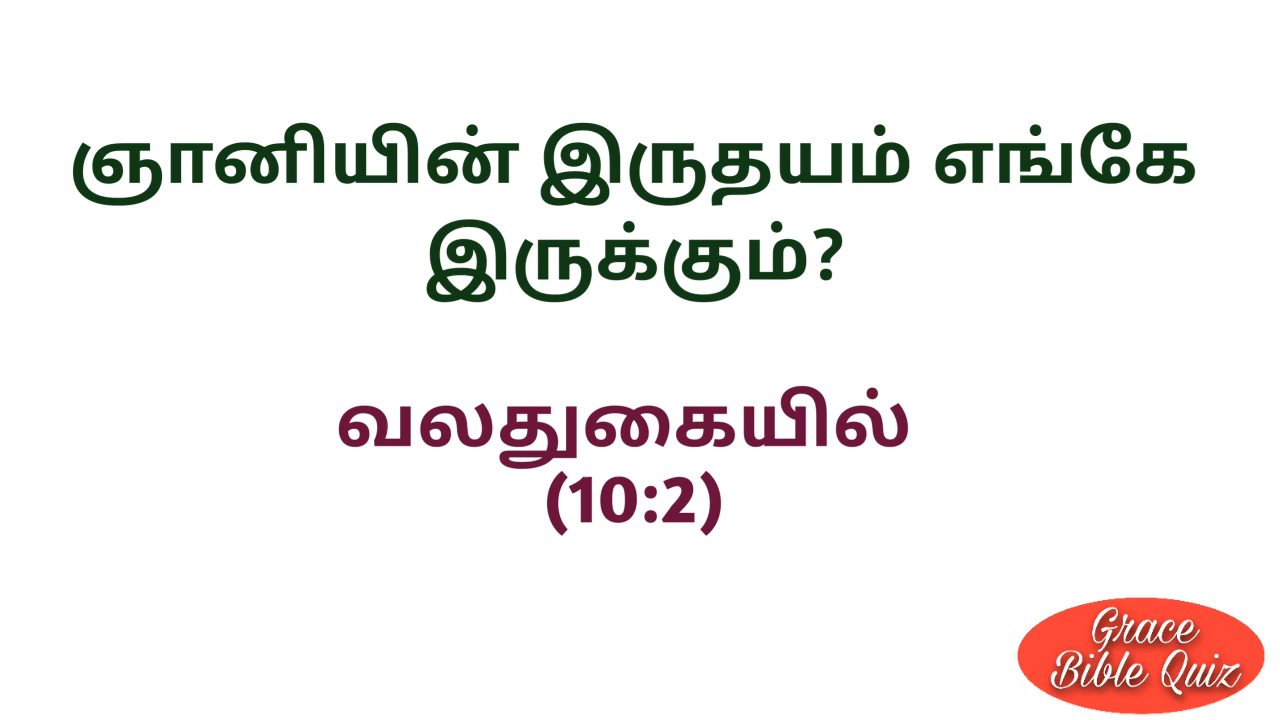 ஞானியின் இருதயம் எங்கே
இருக்கும்?
வலதுகையில்
(10:2)
Grace
Bible Quiz